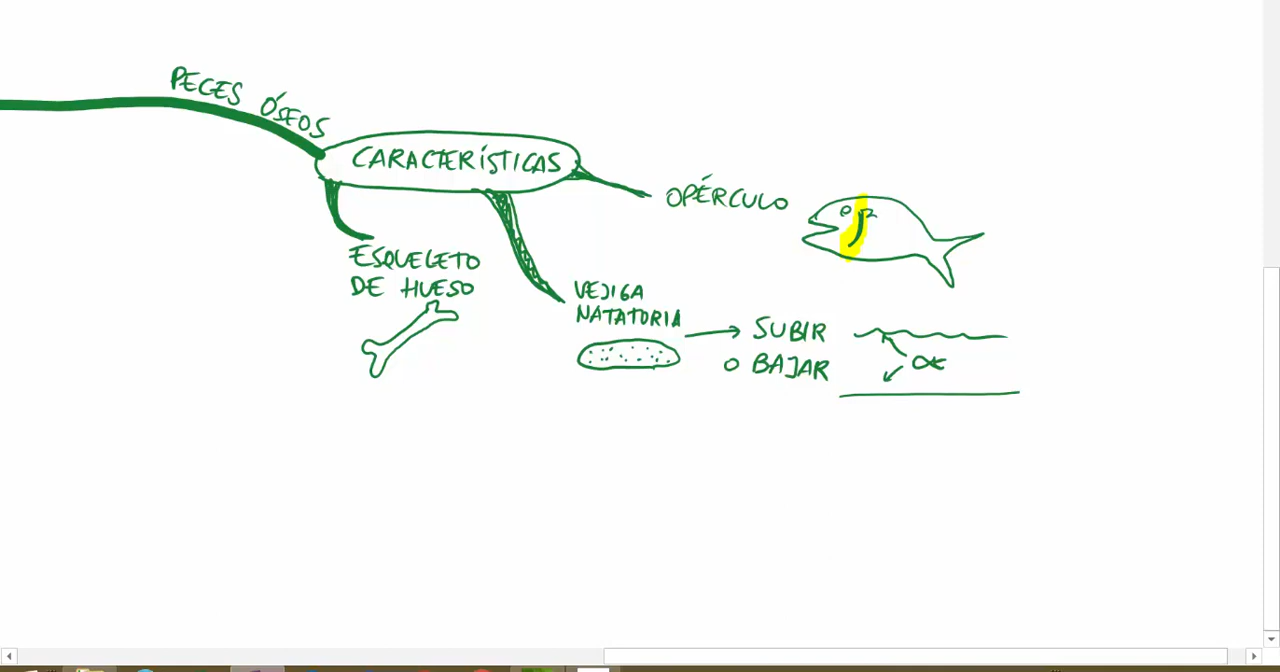 PECES ÓSEOS
CARACTERÍSTICAS
OPÉRCULO
ESQUELETO
DE HUESO
VEJIGA
NATATORIA
SUBIR
O BAJAR